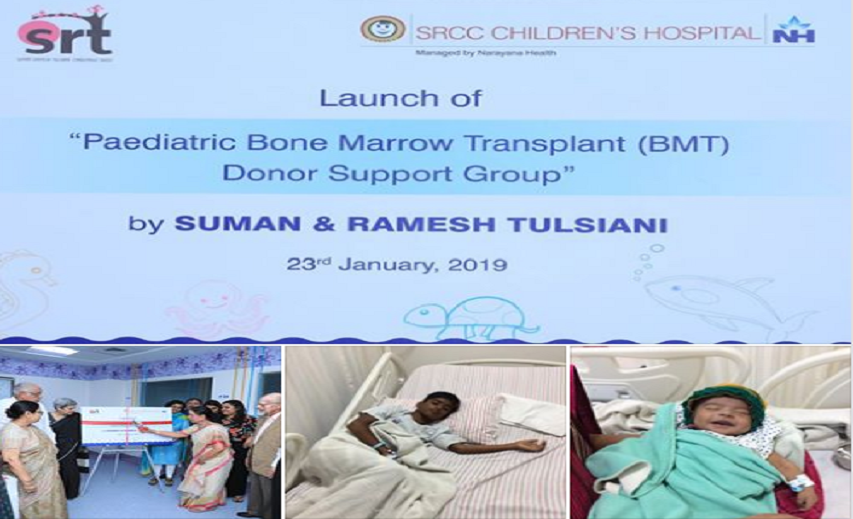 srt
SRCC CHILDREN'S HOSPITAL NH
Managed by Narayana Health
Launch of
“Paediatric Bone Marrow Transplant (BMT)
Donor Support Group”
by SUMAN & RAMESH TULSIANI
23rd January, 2019